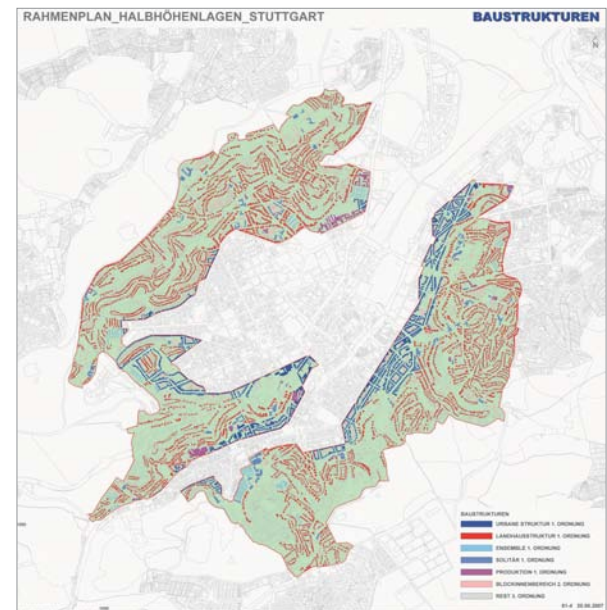 RAHMENPLAN_HALBHÖHENLAGEN_STUTTGART
BAUSTRUKTUREN
N
BAUSTRUKTUREN
URBANE STRUKTUR 1. ORDNUNG
LANDHAUSSTRUKTUR 1. ORDNUNG
ENSEMBLE 1. ORDNUNG
SOLITÄR 1. ORDNUNG
PRODUKTION 1. ORDNUNG
BLOCKINNENBEREICH 2. ORDNUNG
REST 3. ORDNUNG